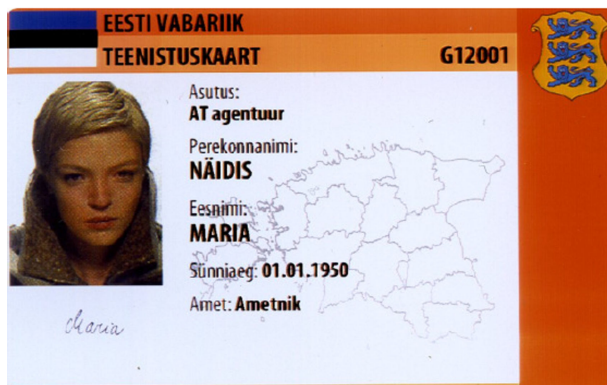 EESTI VABARIIK
TEENISTUSKAART G12001
Asutus:
AT agentuur
Perekonnanimi:
NÄIDIS
Eesnimi:
MARIA
Sünniaeg: 01.01.1950
Amet: Ametnik
Maria